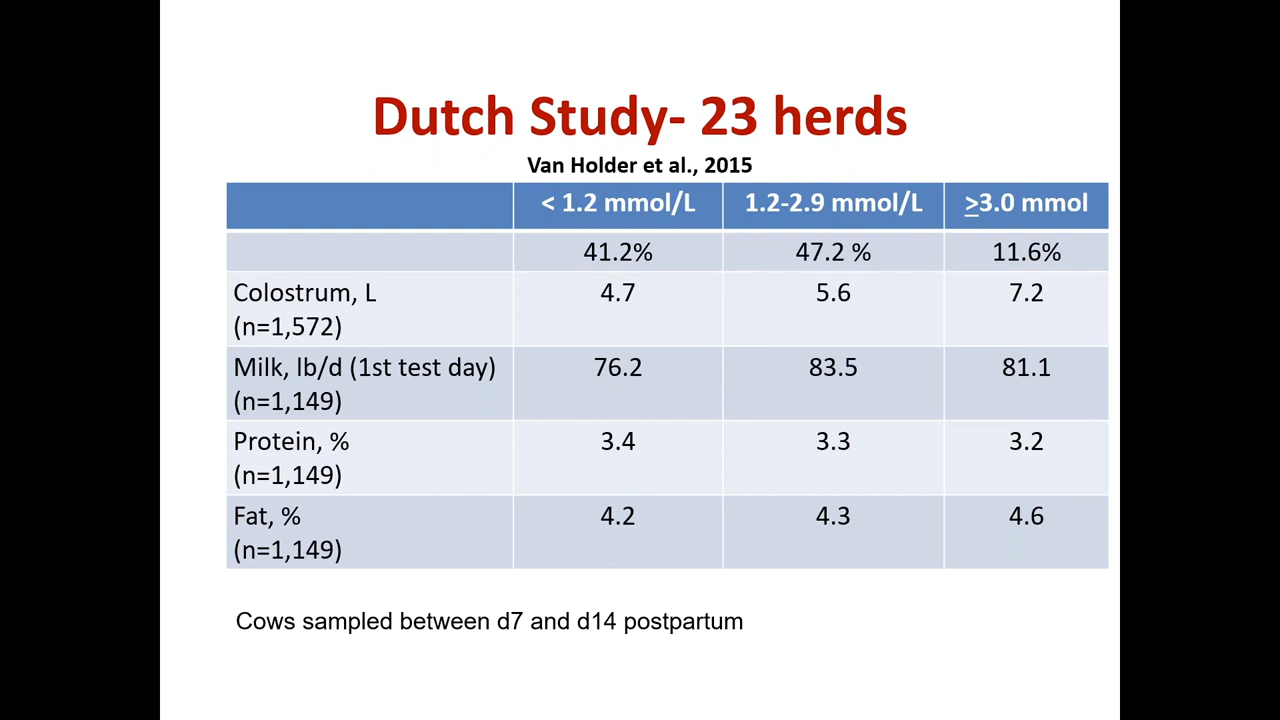 Dutch Study- 23 herds
Van Holder et al., 2015
< 1.2 mmol/L 1.2-2.9 mmol/L ≥3.0 mmol
41.2% 47.2 % 11.6%
Colostrum, L 4.7 5.6 7.2
(n=1,572)
Milk, lb/d (1st test day) 76.2 83.5 81.1
(n=1,149)
Protein, % 3.4 3.3 3.2
(n=1,149)
Fat, % 4.2 4.3 4.6
(n=1,149)
Cows sampled between d7 and d14 postpartum